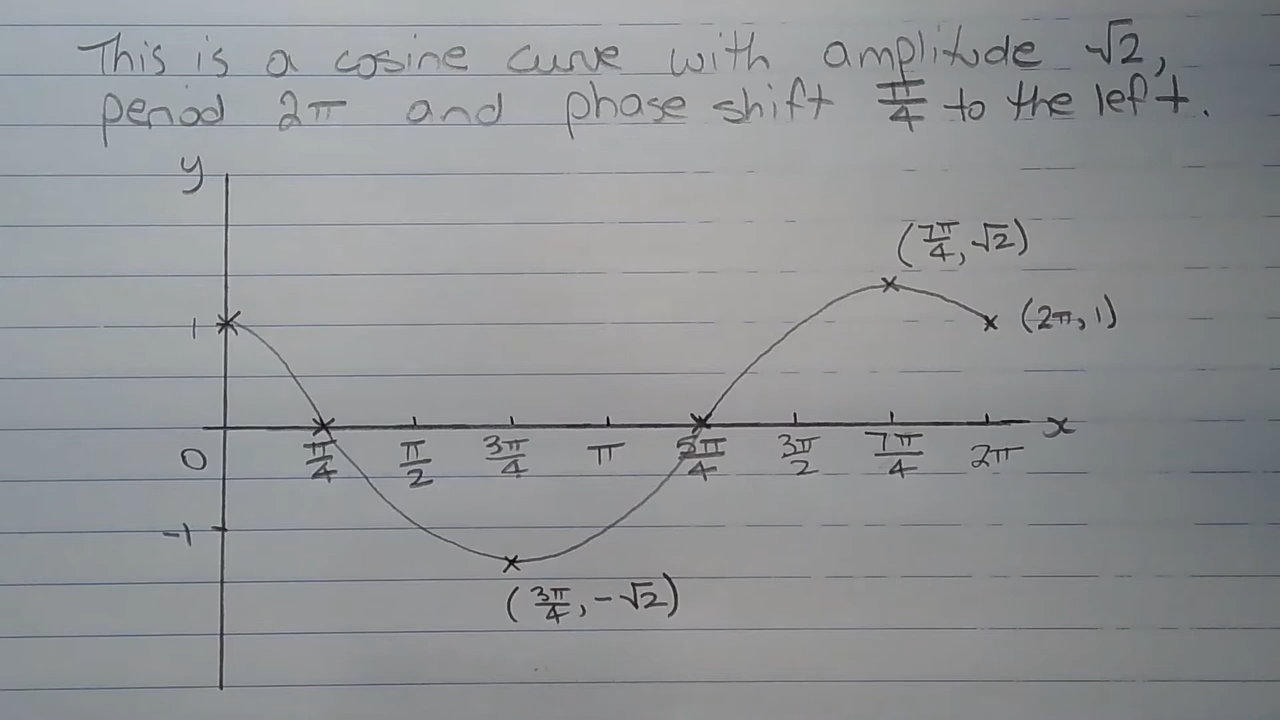 This is a cosine curve with amplitude √2,
period 2π and phase shift π/4 to the left.
y
(7π/4, √2)
1
(2π, 1)
0 π/4 π/2 3π/4 π 5π/4 3π/2 7π/4 2π x
-1
(3π/4, -√2)